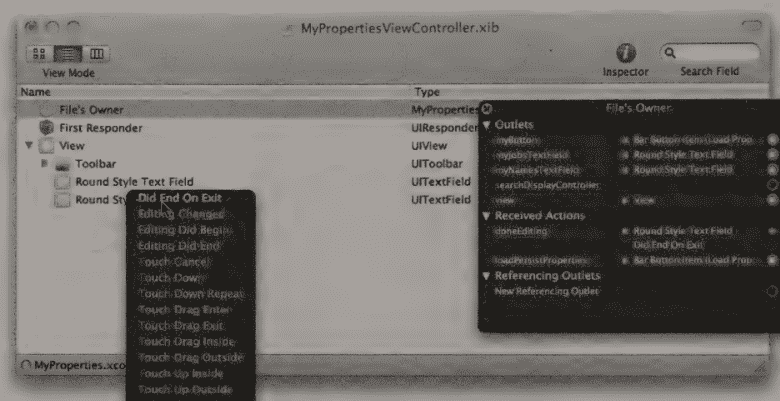 MyPropertiesViewController.xib
View Mode
Inspector
Search Field
Name Type
File's Owner MyProperties
First Responder UIResponder
View UIView
Toolbar UIToolbar
Round Style Text Field UITextField
Round St UITextField
Did End On Exit
Editing Changed
Editing Did Begin
Editing Did End
Touch Cancel
Touch Down
Touch Down Repeat
Touch Drag Enter
Touch Drag Exit
Touch Drag Inside
Touch Drag Outside
Touch Up Inside
Touch Up Outside
File's Owner
Outlets
myButton Bar Button Item (Load Prop
myJobsTextField Round Style Text Field
myNamesTextField Round Style Text Field
searchDisplayController
view View
Received Actions
doneEditing Round Style Text Field
Did End On Exit
loadPersistProperties Bar Button Item (Load Prop
Referencing Outlets
New Referencing Outlet
MyProperties.xco